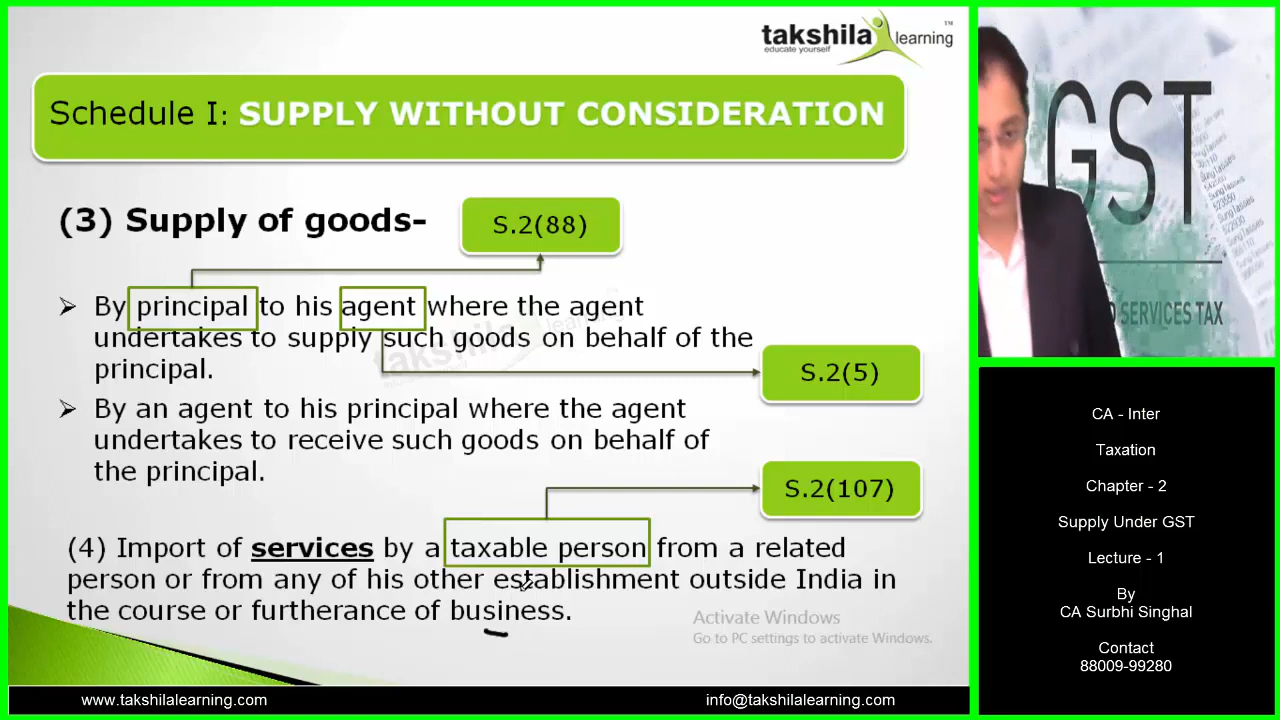 takshila learning ™
educate yourself
Schedule I: SUPPLY WITHOUT CONSIDERATION
(3) Supply of goods-
S.2(88)
➢ By principal to his agent where the agent
undertakes to supply such goods on behalf of the
principal.
S.2(5)
➢ By an agent to his principal where the agent
undertakes to receive such goods on behalf of
the principal.
S.2(107)
(4) Import of services by a taxable person from a related
person or from any of his other establishment outside India in
the course or furtherance of business.
takshila learn
Activate Windows
Go to PC settings to activate Windows.
www.takshilalearning.com
info@takshilalearning.com
GST
SERVICES TAX
CA - Inter
Taxation
Chapter - 2
Supply Under GST
Lecture - 1
By
CA Surbhi Singhal
Contact
88009-99280